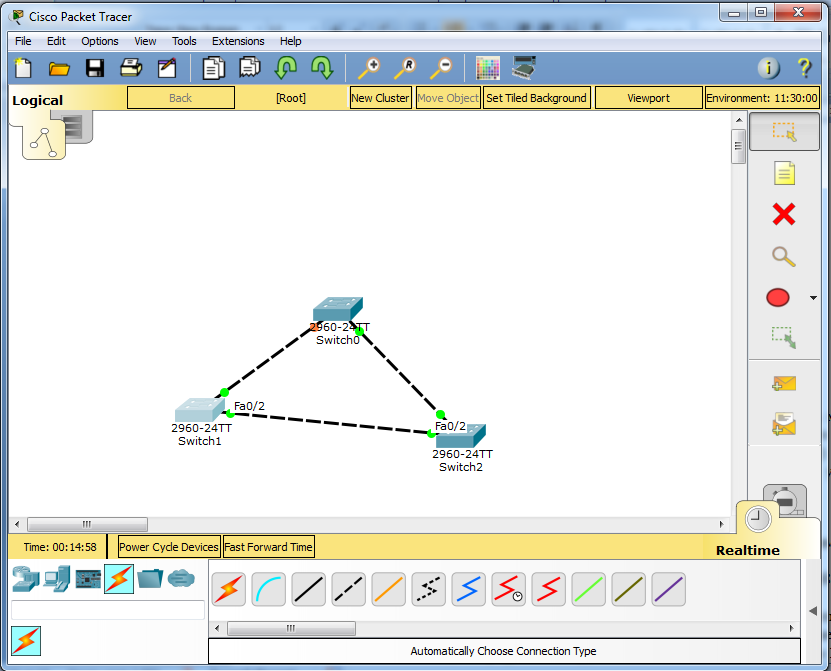 Cisco Packet Tracer
File Edit Options View Tools Extensions Help
R i ?
Logical Back [Root] New Cluster Move Object Set Tiled Background Viewport Environment: 11:30:00
2960-24TT
Switch0
Fa0/2
2960-24TT
Switch1
Fa0/2
2960-24TT
Switch2
Time: 00:14:58 Power Cycle Devices Fast Forward Time
Realtime
Automatically Choose Connection Type